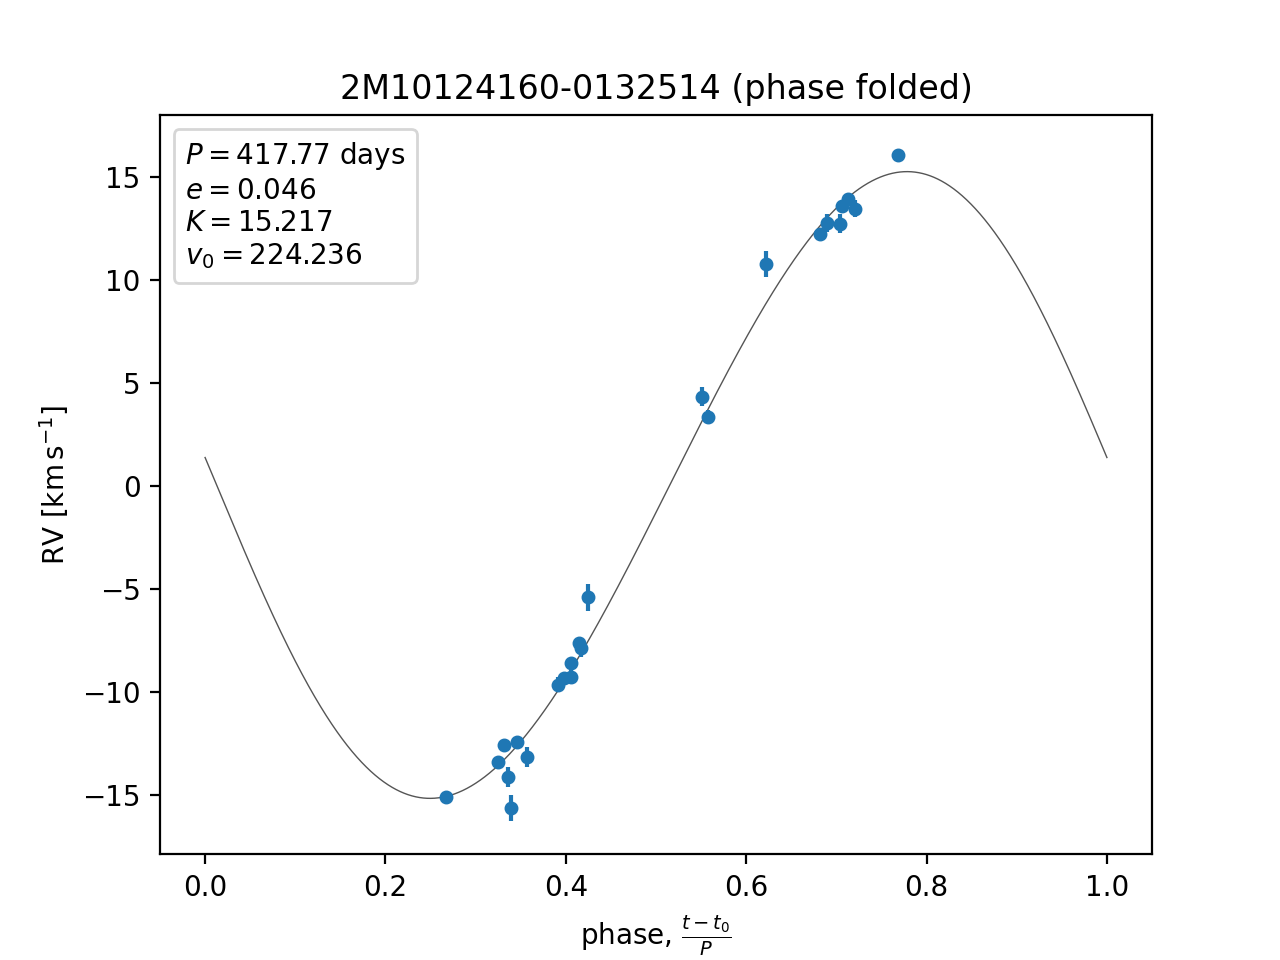 2M10124160-0132514 (phase folded)
P = 417.77 days
e = 0.046
K = 15.217
v₀ = 224.236
15
10
5
0
−5
−10
−15
RV [km s⁻¹]
0.0 0.2 0.4 0.6 0.8 1.0
phase, (t − t₀)/P